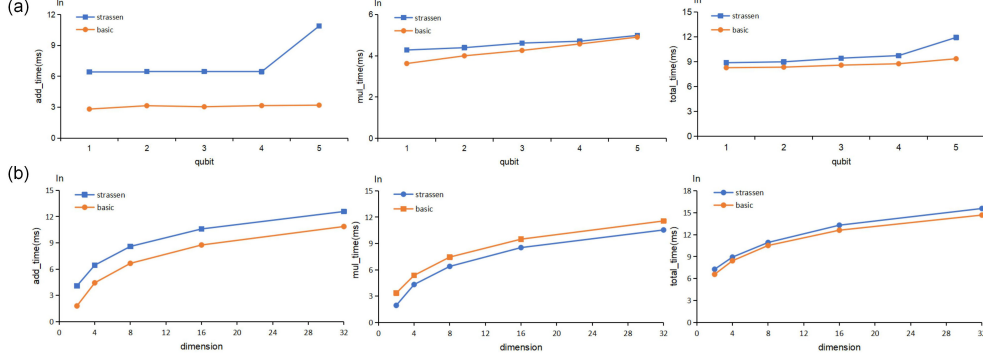 (a)
ln
strassen
basic
add_time(ms)
12
9
6
3
0
1 2 3 4 5
qubit
ln
strassen
basic
mul_time(ms)
6
4
2
0
1 2 3 4 5
qubit
ln
strassen
basic
total_time(ms)
15
12
9
6
3
0
1 2 3 4 5
qubit
(b)
ln
strassen
basic
add_time(ms)
15
12
9
6
3
0
0 4 8 12 16 20 24 28 32
dimension
ln
strassen
basic
mul_time(ms)
15
12
9
6
3
0
0 4 8 12 16 20 24 28 32
dimension
ln
strassen
basic
total_time(ms)
18
15
12
9
6
3
0
0 4 8 12 16 20 24 28 32
dimension